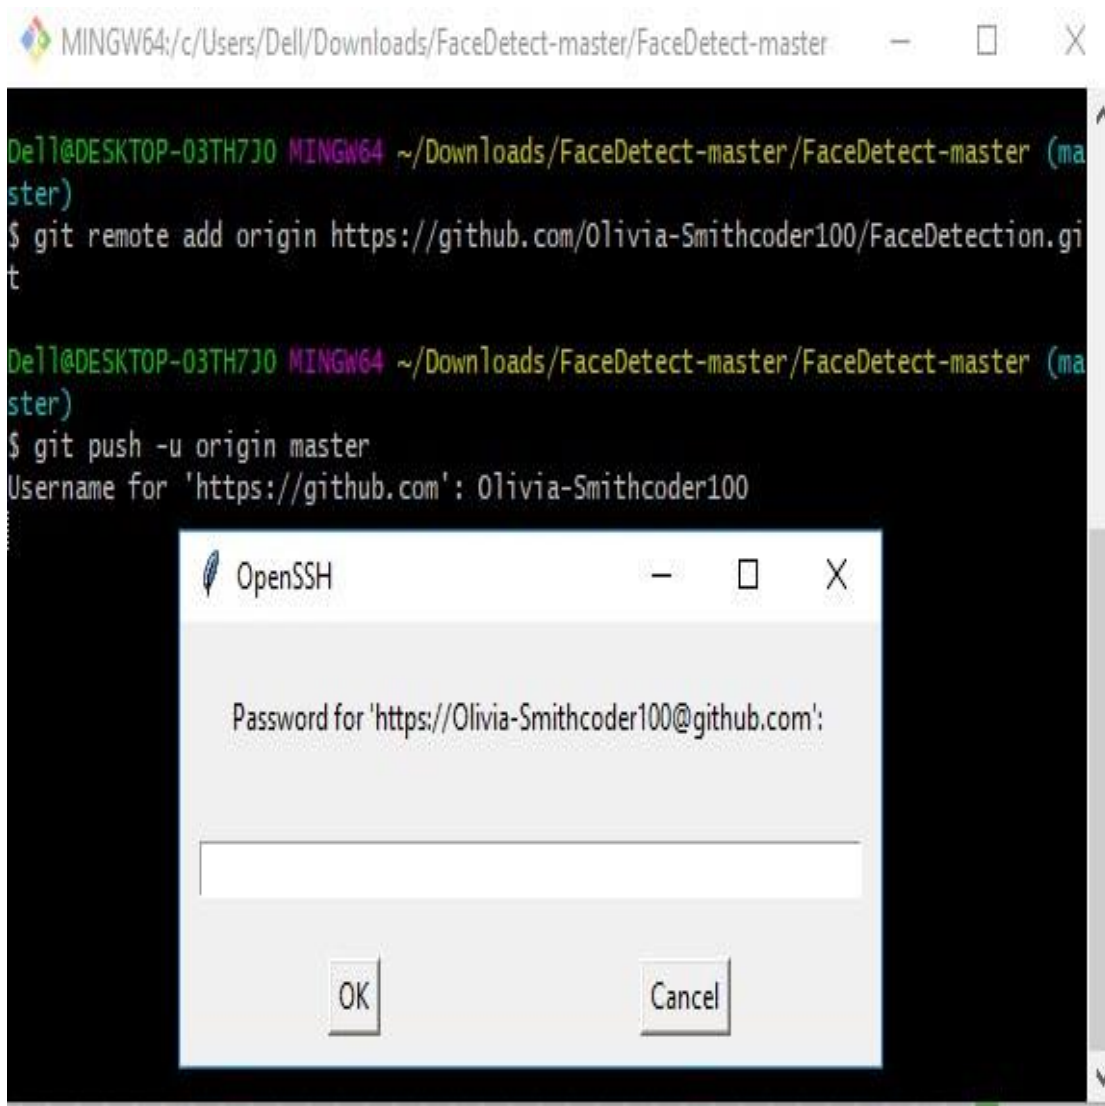 MINGW64:/c/Users/Dell/Downloads/FaceDetect-master/FaceDetect-master
Dell@DESKTOP-03TH7JO MINGW64 ~/Downloads/FaceDetect-master/FaceDetect-master (ma
ster)
$ git remote add origin https://github.com/Olivia-Smithcoder100/FaceDetection.gi
t
Dell@DESKTOP-03TH7JO MINGW64 ~/Downloads/FaceDetect-master/FaceDetect-master (ma
ster)
$ git push -u origin master
Username for 'https://github.com': Olivia-Smithcoder100
OpenSSH
Password for 'https://Olivia-Smithcoder100@github.com':
OK Cancel